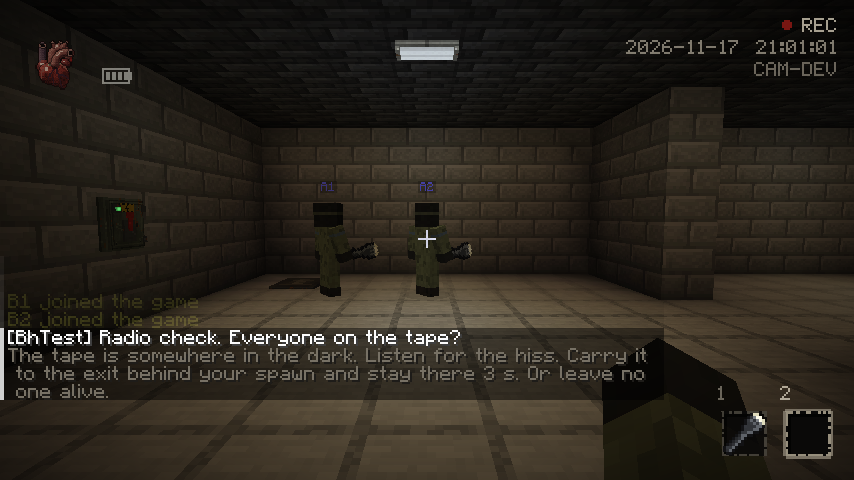 REC
2026-11-17 21:01:01
CAM-DEV
A1
A2
B1 joined the game
B2 joined the game
[BhTest] Radio check. Everyone on the tape?
The tape is somewhere in the dark. Listen for the hiss. Carry it
to the exit behind your spawn and stay there 3 s. Or leave no
one alive.
1 2